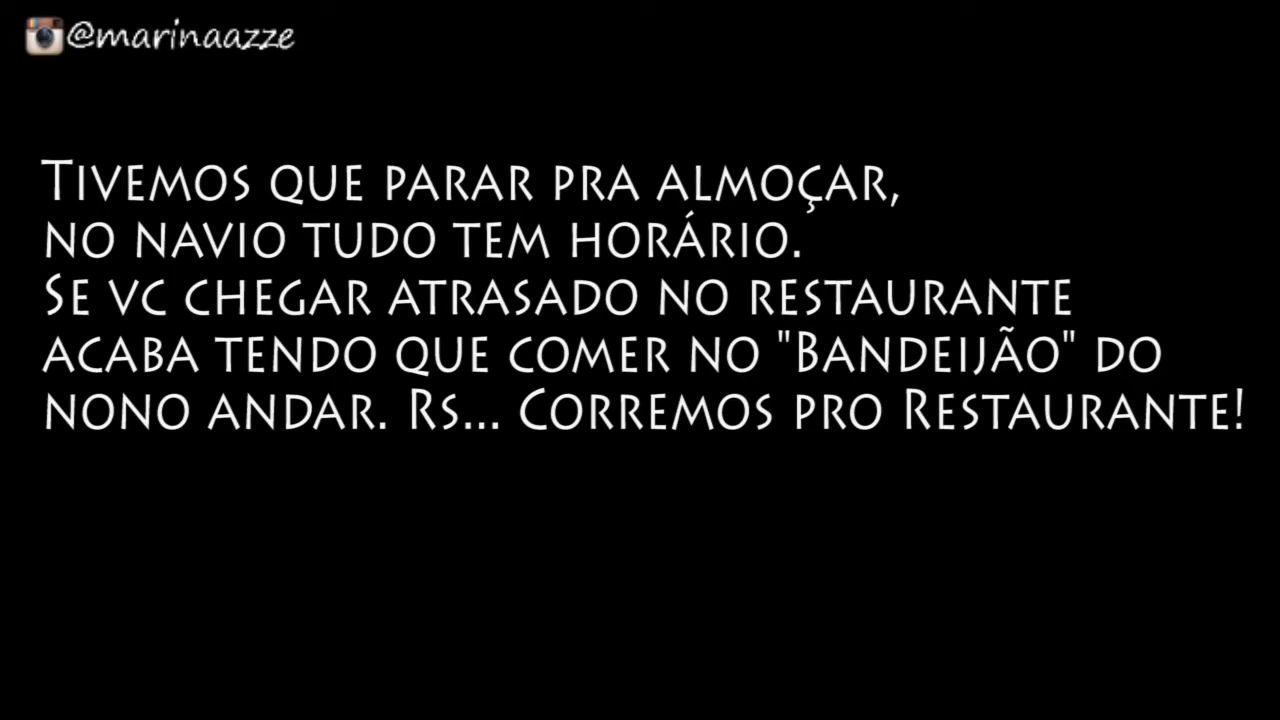 @marinaazze
Tivemos que parar pra almoçar,
no navio tudo tem horário.
Se vc chegar atrasado no restaurante
acaba tendo que comer no "Bandeijão" do
nono andar. Rs... Corremos pro Restaurante!